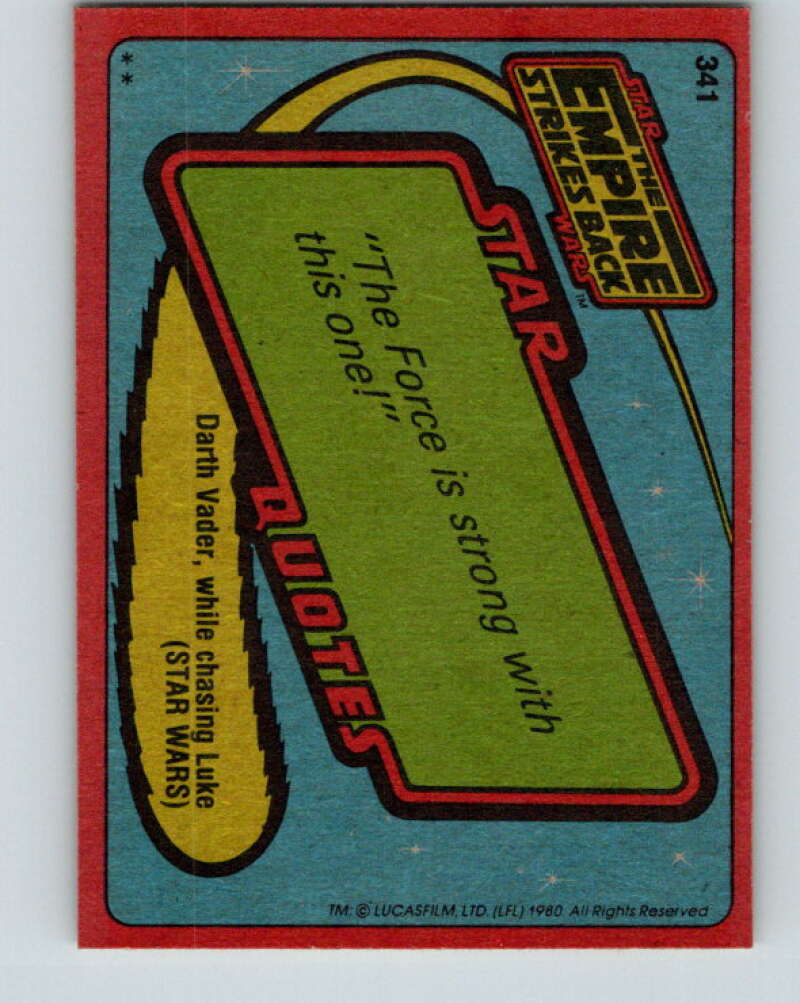 341
STAR
THE
EMPIRE
STRIKES BACK
WARS
TM
STAR
"The Force is strong with
this one!"
QUOTES
Darth Vader, while chasing Luke
(STAR WARS)
* *
TM: © LUCASFILM, LTD. (LFL) 1980 All Rights Reserved